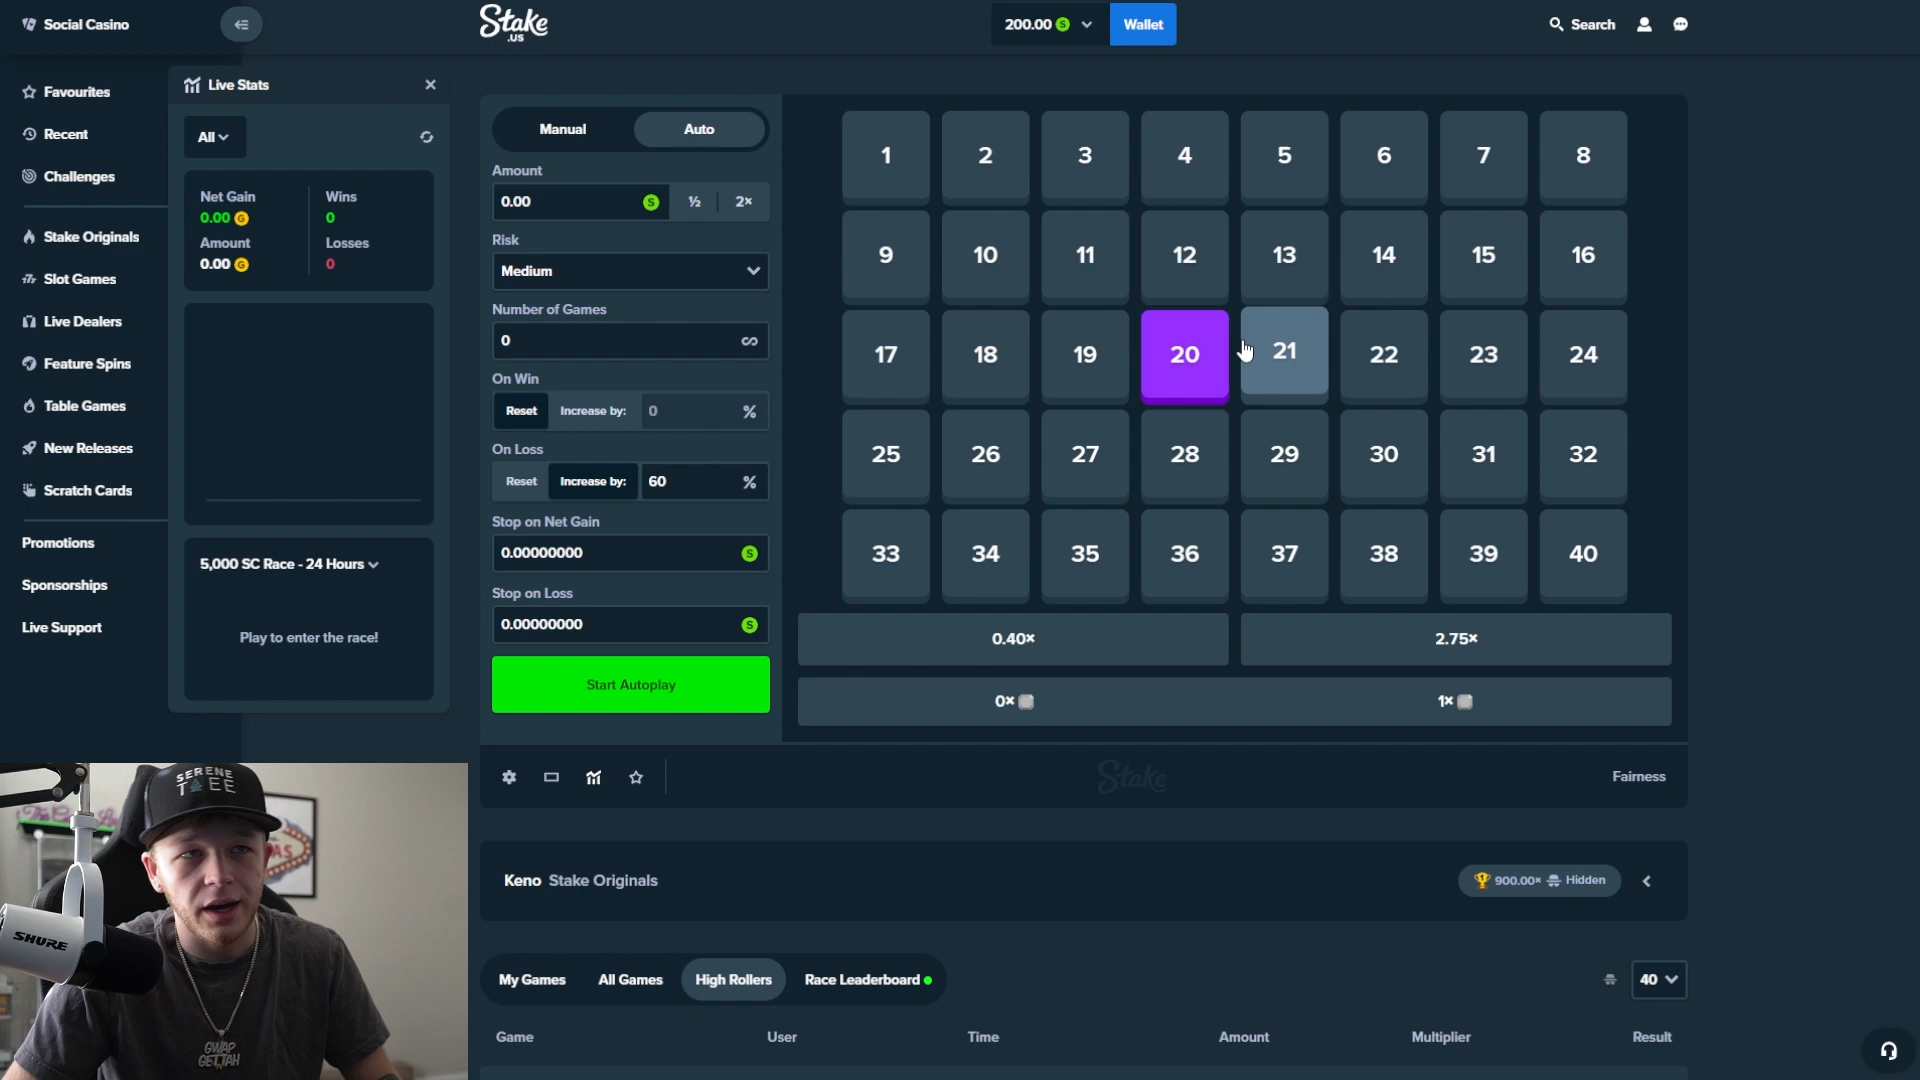 Social Casino
Stake
.US
200.00 S
Wallet
Search
Favourites
Recent
Challenges
Stake Originals
Slot Games
Live Dealers
Feature Spins
Table Games
New Releases
Scratch Cards
Promotions
Sponsorships
Live Support
Live Stats
All
Net Gain
0.00 G
Wins
0
Amount
0.00 G
Losses
0
5,000 SC Race - 24 Hours
Play to enter the race!
Manual
Auto
Amount
0.00 S ½ 2×
Risk
Medium
Number of Games
0 ∞
On Win
Reset Increase by: 0 %
On Loss
Reset Increase by: 60 %
Stop on Net Gain
0.00000000 S
Stop on Loss
0.00000000 S
Start Autoplay
1 2 3 4 5 6 7 8
9 10 11 12 13 14 15 16
17 18 19 20 21 22 23 24
25 26 27 28 29 30 31 32
33 34 35 36 37 38 39 40
0.40× 2.75×
0× 1×
Stake
Fairness
Keno Stake Originals
900.00× Hidden
My Games All Games High Rollers Race Leaderboard
40
Game User Time Amount Multiplier Result
SERENE
TREE
SHURE
GWAP
GETTAH